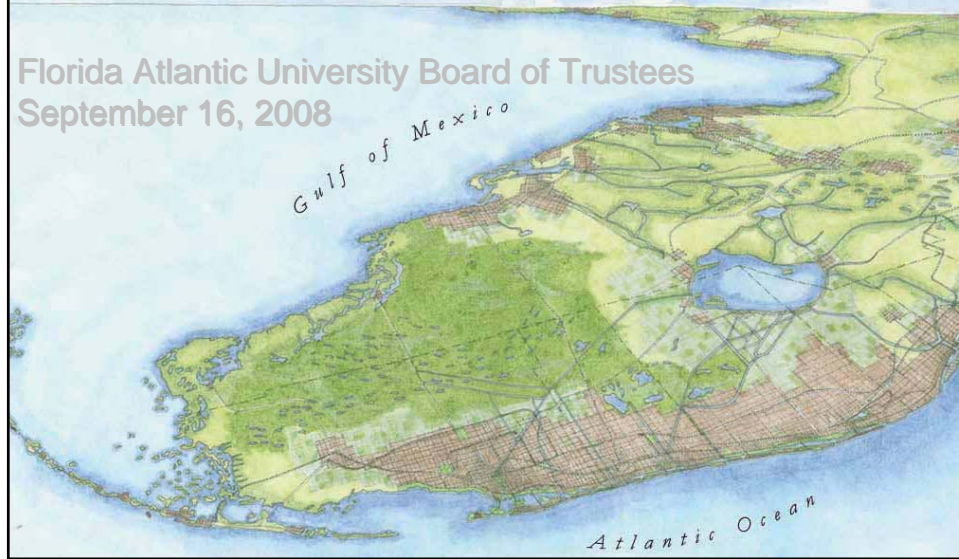 Florida Atlantic University Board of Trustees
September 16, 2008
Gulf of Mexico
Atlantic Ocean